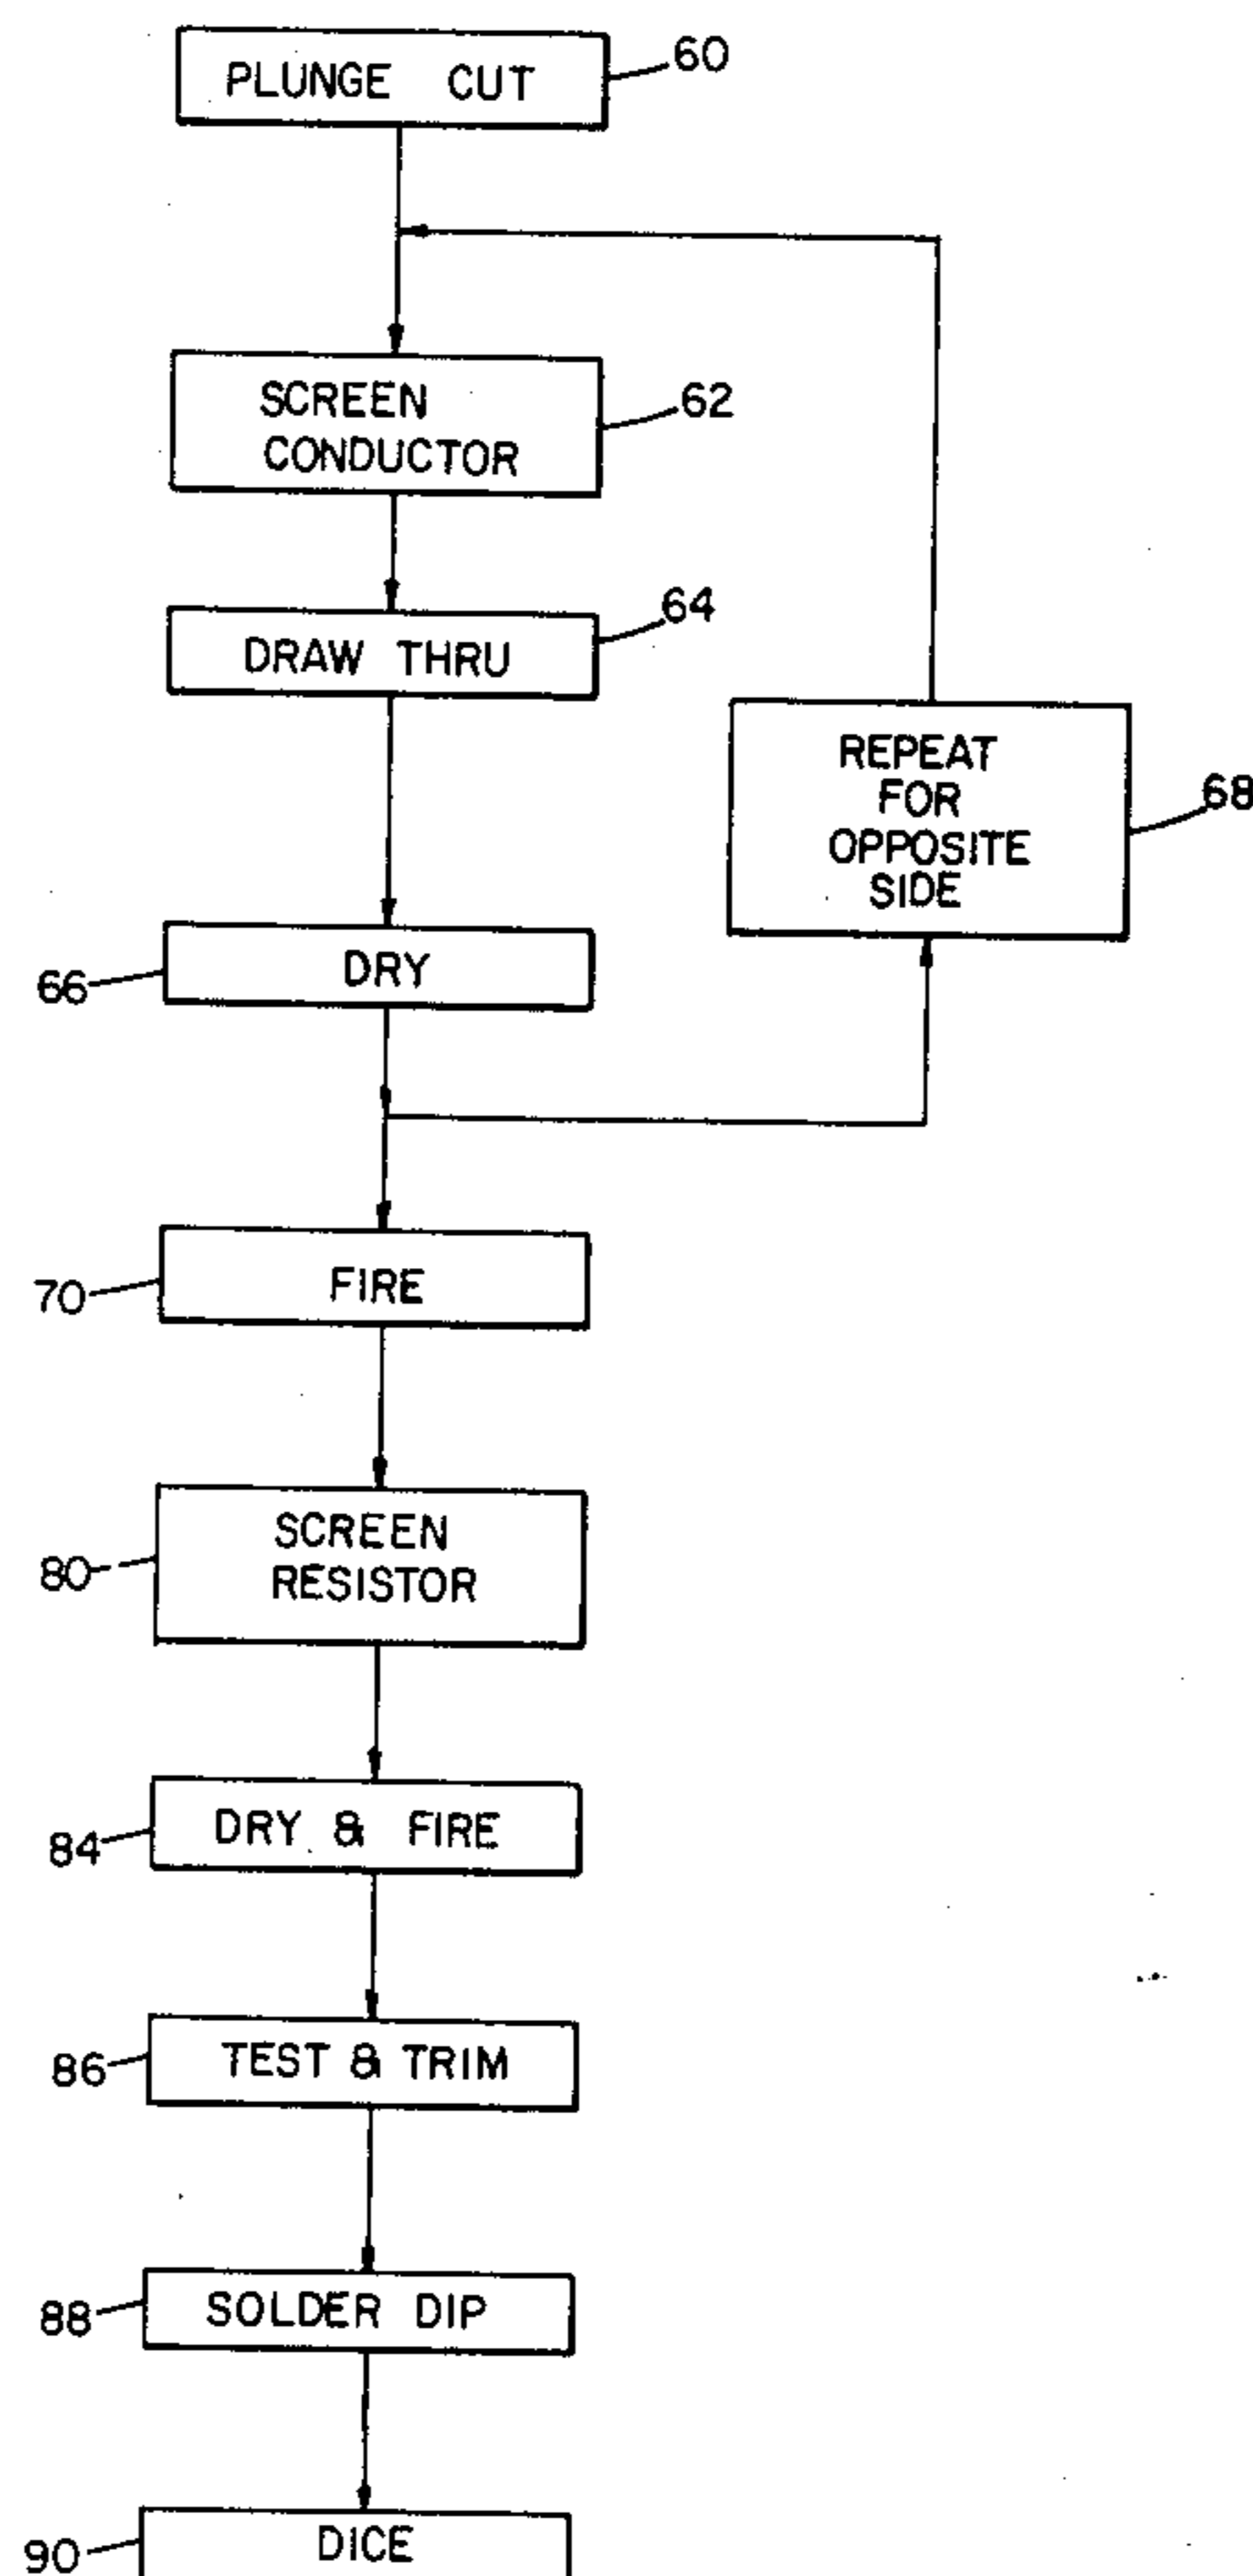 PLUNGE CUT
60
SCREEN
CONDUCTOR
62
DRAW THRU
64
REPEAT
FOR
OPPOSITE
SIDE
68
DRY
66
FIRE
70
SCREEN
RESISTOR
80
DRY & FIRE
84
TEST & TRIM
86
SOLDER DIP
88
DICE
90